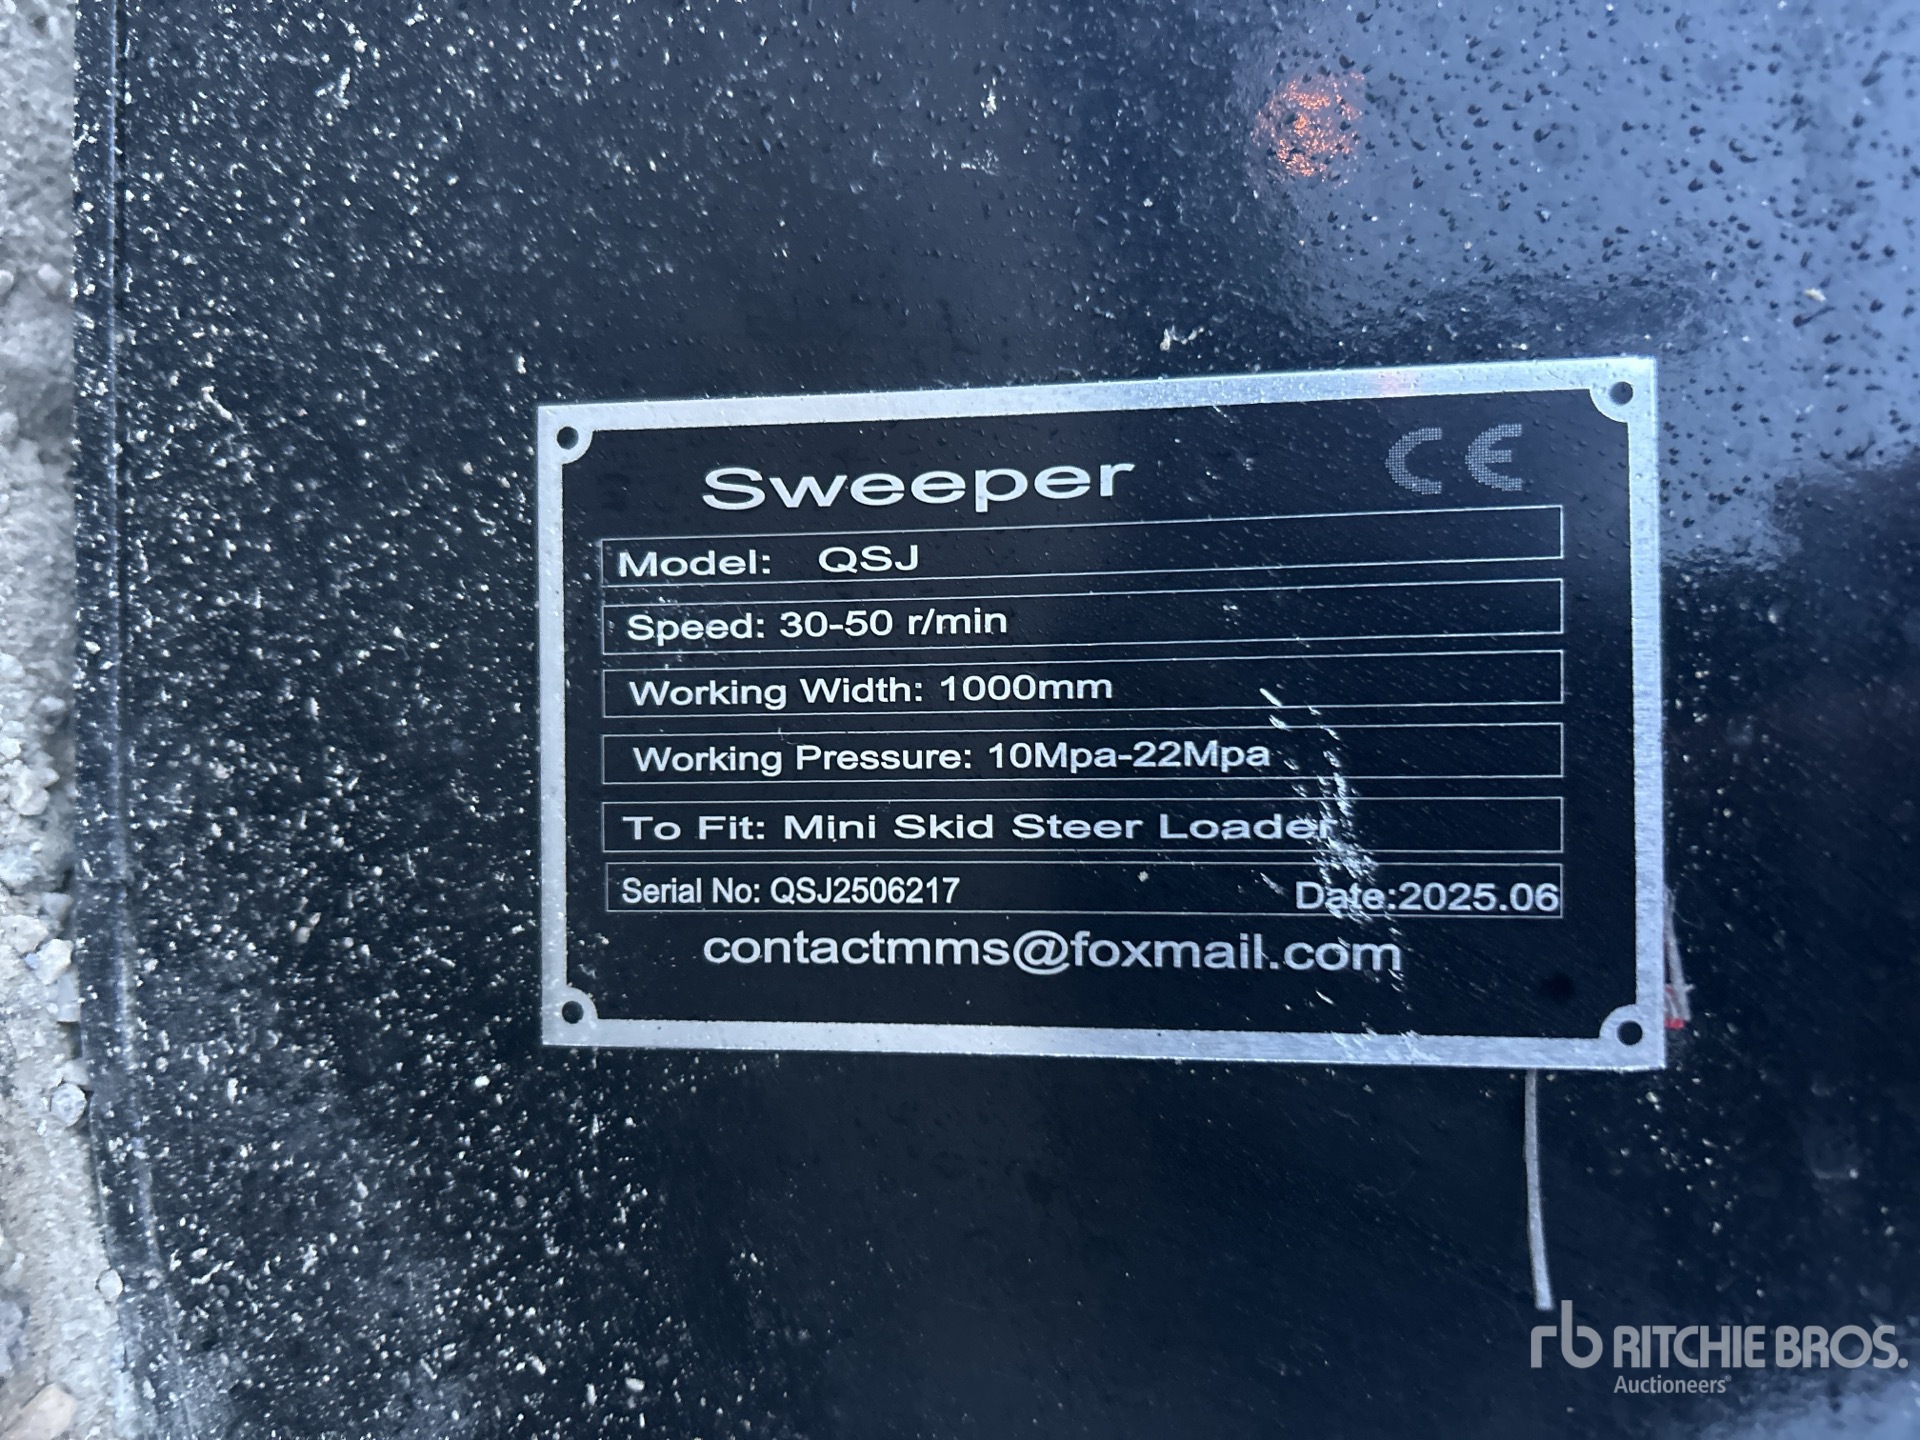 Sweeper CE
Model: QSJ
Speed: 30-50 r/min
Working Width: 1000mm
Working Pressure: 10Mpa-22Mpa
To Fit: Mini Skid Steer Loader
Serial No: QSJ2506217 Date:2025.06
contactmms@foxmail.com
rb RITCHIE BROS.
Auctioneers